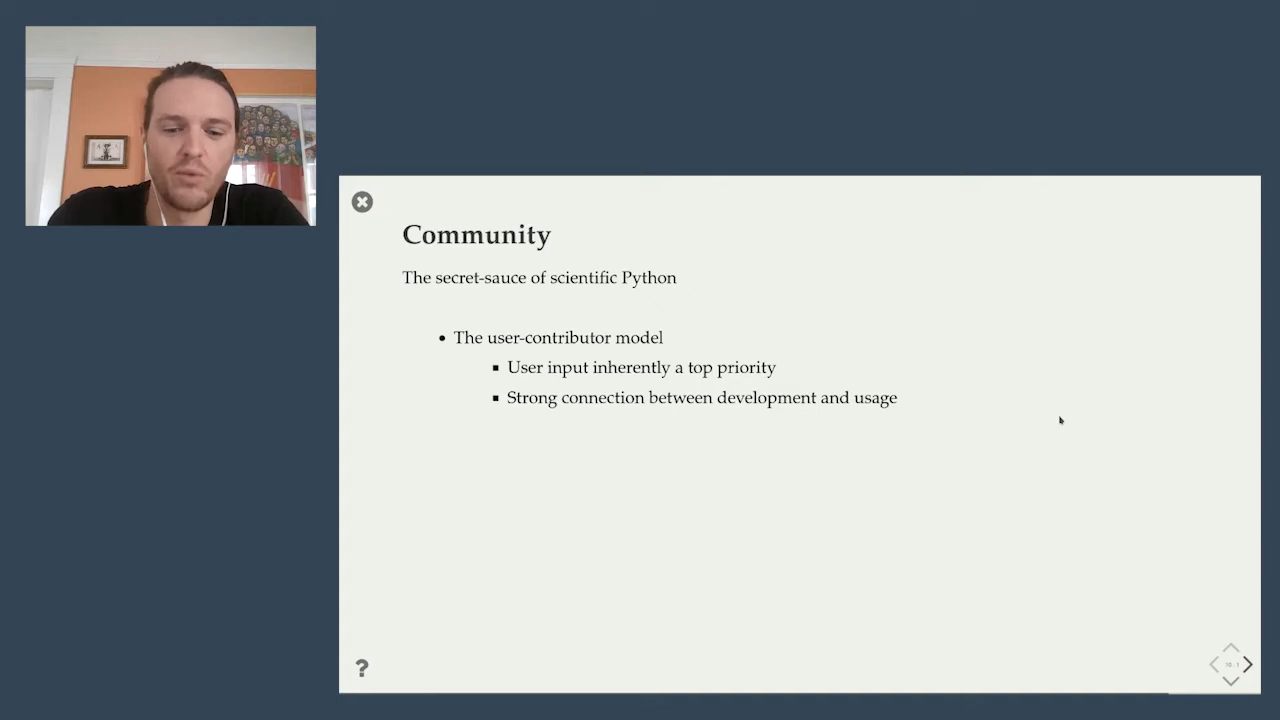 Community
The secret-sauce of scientific Python
• The user-contributor model
▪ User input inherently a top priority
▪ Strong connection between development and usage
?